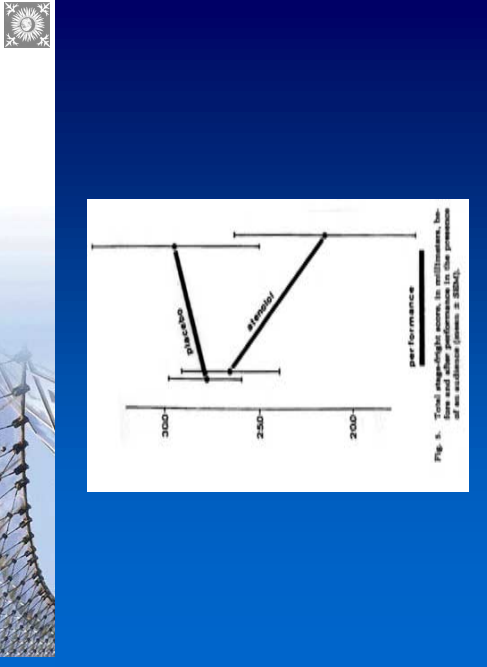 300
250
200
placebo
atenolol
performance
Fig. 5. Total stage-fright score, in millimeters, be-
fore and after performance in the presence
of an audience (mean ± SEM).